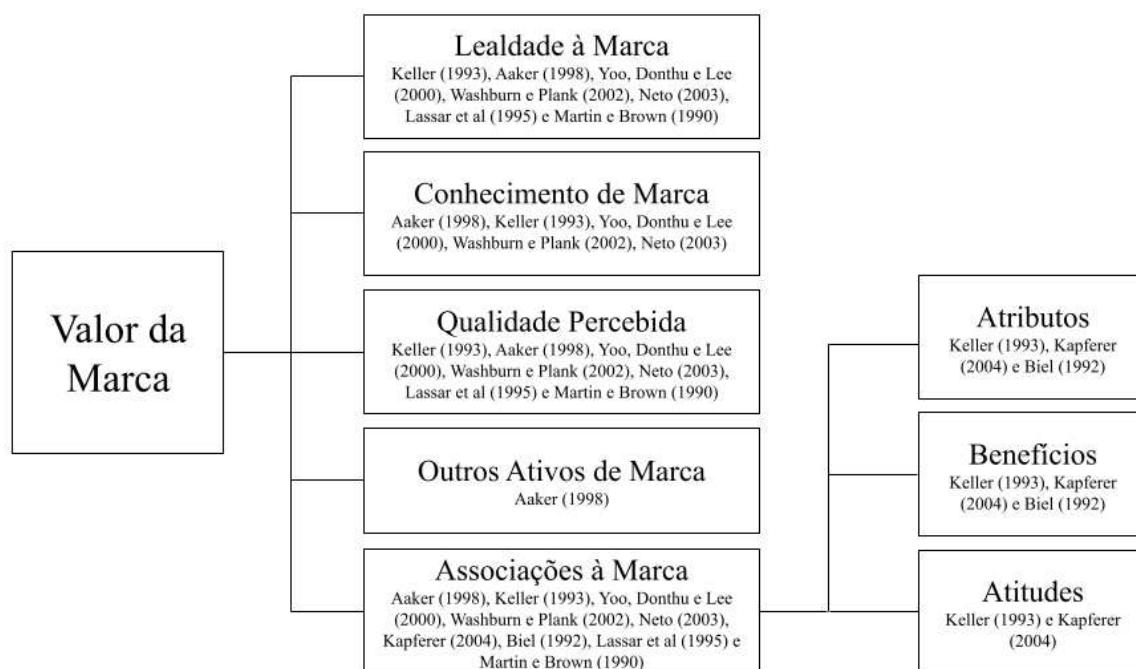 Valor da
Marca
Lealdade à Marca
Keller (1993), Aaker (1998), Yoo, Donthu e Lee
(2000), Washburn e Plank (2002), Neto (2003),
Lassar et al (1995) e Martin e Brown (1990)
Conhecimento de Marca
Aaker (1998), Keller (1993), Yoo, Donthu e Lee
(2000), Washburn e Plank (2002), Neto (2003)
Qualidade Percebida
Keller (1993), Aaker (1998), Yoo, Donthu e Lee
(2000), Washburn e Plank (2002), Neto (2003),
Lassar et al (1995) e Martin e Brown (1990)
Outros Ativos de Marca
Aaker (1998)
Associações à Marca
Aaker (1998), Keller (1993), Yoo, Donthu e Lee
(2000), Washburn e Plank (2002), Neto (2003),
Kapferer (2004), Biel (1992), Lassar et al (1995) e
Martin e Brown (1990)
Atributos
Keller (1993), Kapferer
(2004) e Biel (1992)
Benefícios
Keller (1993), Kapferer
(2004) e Biel (1992)
Atitudes
Keller (1993) e Kapferer
(2004)